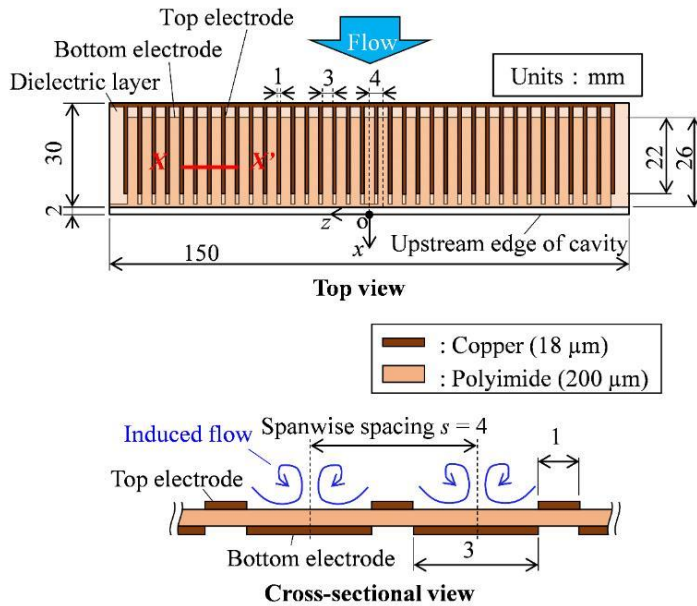 Top electrode
Bottom electrode
Flow
Dielectric layer
1
3
4
Units : mm
30
X
X'
22
26
2
z
o
x
Upstream edge of cavity
150
Top view
: Copper (18 µm)
: Polyimide (200 µm)
Induced flow
Spanwise spacing s = 4
1
Top electrode
Bottom electrode
3
Cross-sectional view